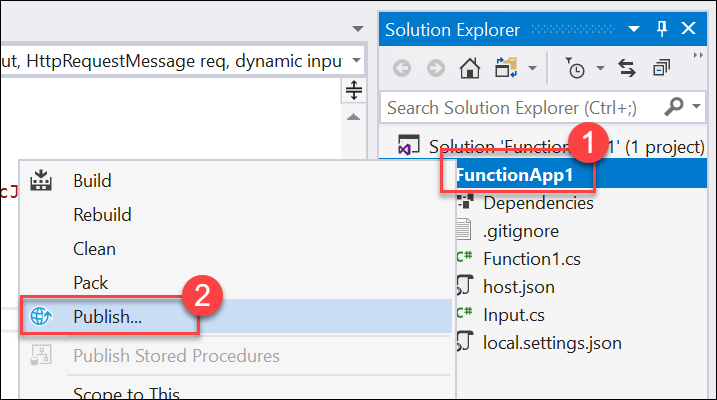 Solution Explorer
ut, HttpRequestMessage req, dynamic input
Search Solution Explorer (Ctrl+;)
Solution 'Function 1' (1 project)
1
cJ
FunctionApp1
Build
Dependencies
Rebuild
.gitignore
Clean
Function1.cs
Pack
host.json
2
Publish...
Input.cs
Publish Stored Procedures
local.settings.json
Scope to This